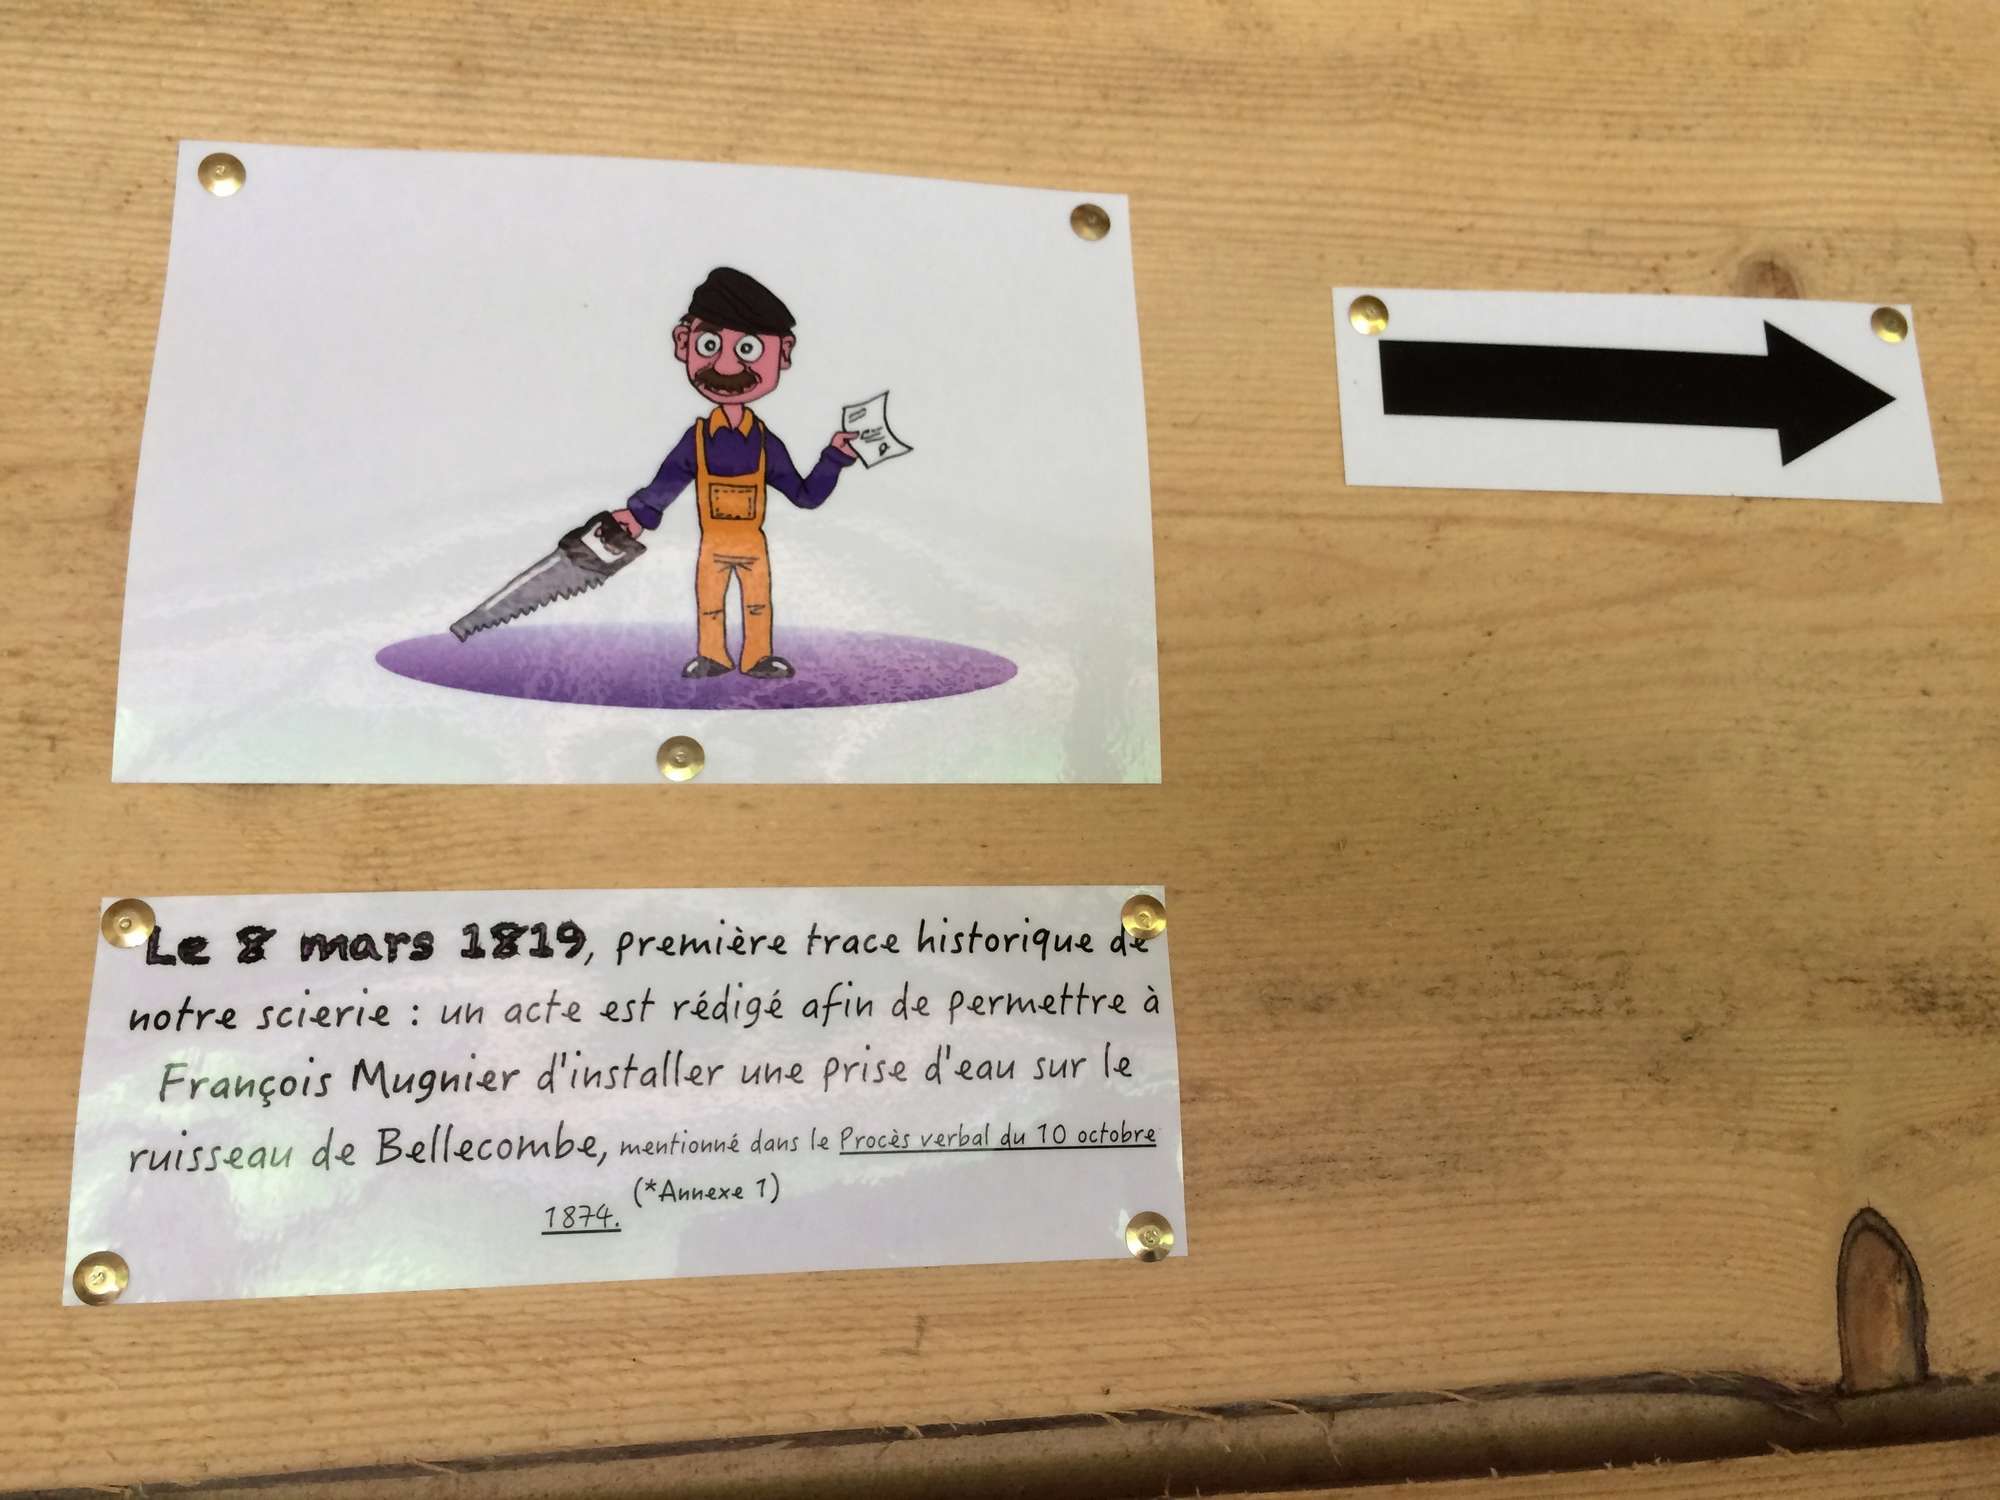 Le 8 mars 1819, première trace historique de
notre scierie : un acte est rédigé afin de permettre à
François Mugnier d'installer une prise d'eau sur le
ruisseau de Bellecombe, mentionné dans le Procès verbal du 10 octobre
1874. (*Annexe 1)